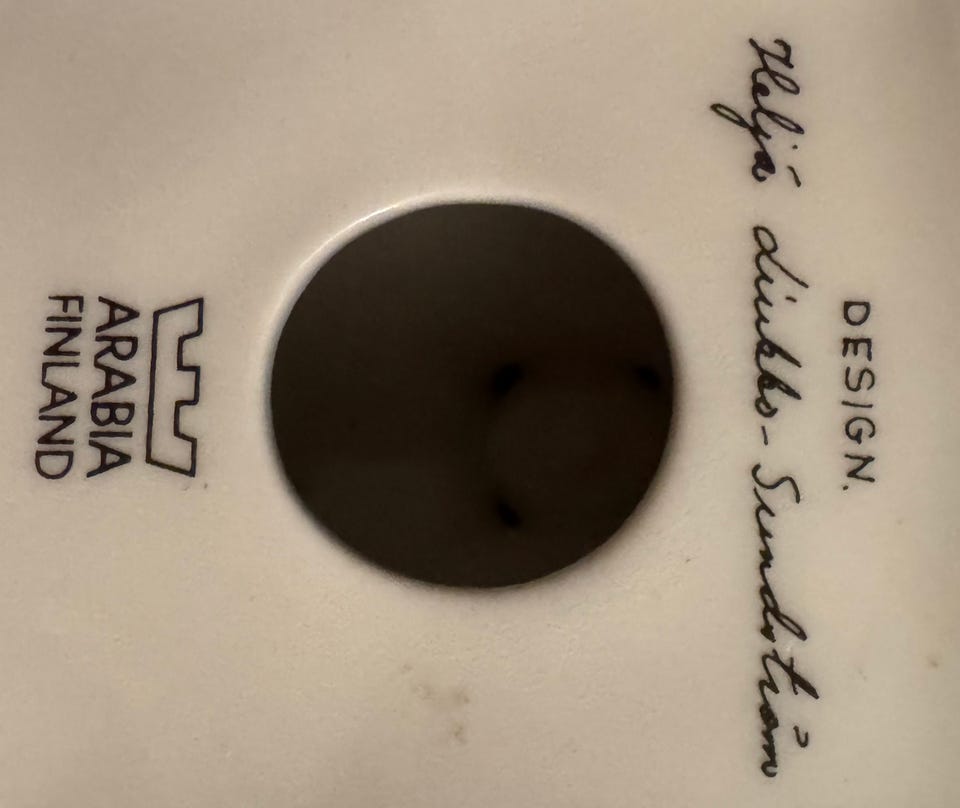 DESIGN.
Heljä Liukko-Sundström
ARABIA
FINLAND